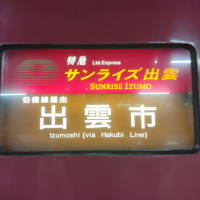 特急 Ltd.Express
サンライズ出雲
SUNRISE IZUMO
伯備線経由
出雲市
Izumoshi (via Hakubi Line)